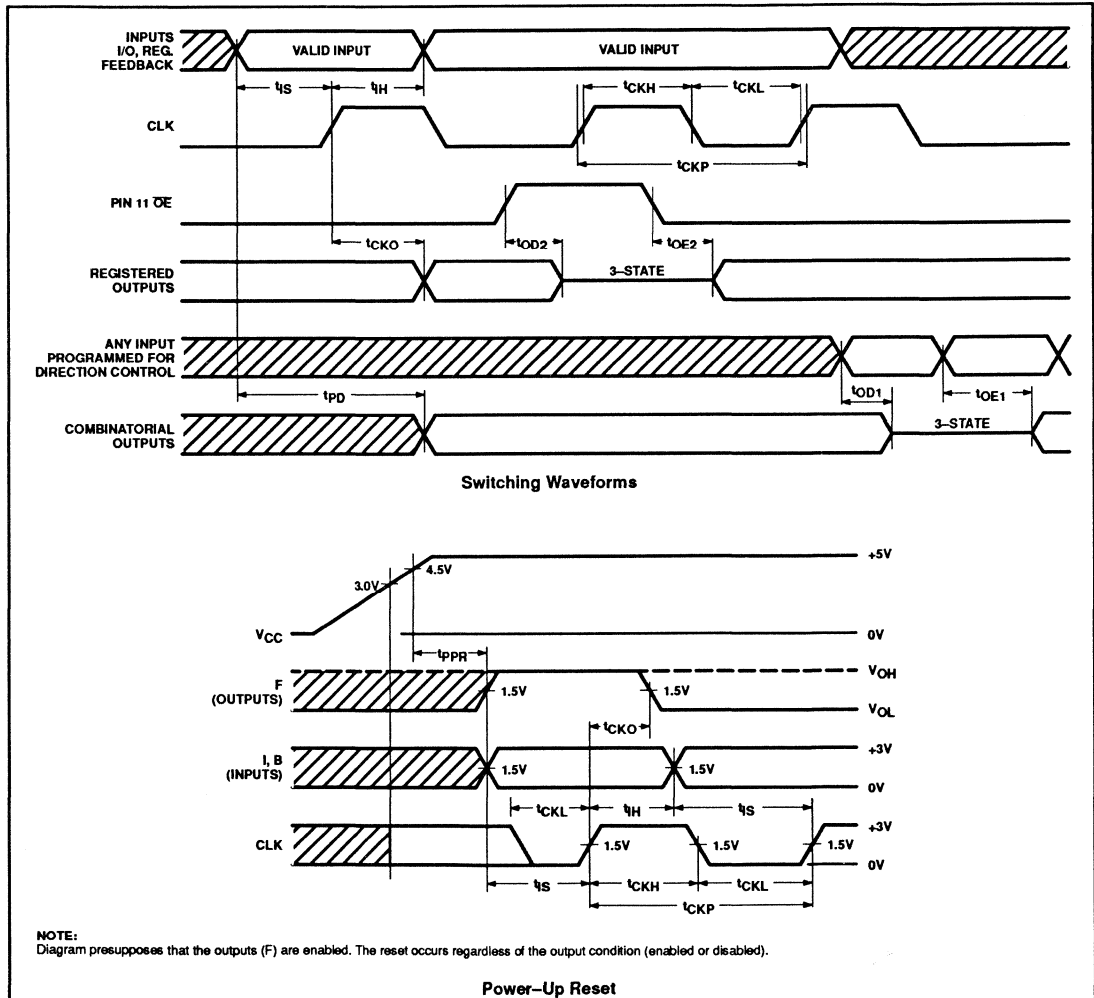 INPUTS
I/O, REG.
FEEDBACK
VALID INPUT
VALID INPUT
tIS
tIH
tCKH
tCKL
CLK
tCKP
PIN 11 O̅E̅
tCKO
tOD2
tOE2
REGISTERED
OUTPUTS
3–STATE
ANY INPUT
PROGRAMMED FOR
DIRECTION CONTROL
tPD
tOD1
tOE1
COMBINATORIAL
OUTPUTS
3–STATE
Switching Waveforms
+5V
4.5V
3.0V
VCC
0V
tPPR
VOH
F
(OUTPUTS)
1.5V
1.5V
VOL
tCKO
I, B
(INPUTS)
+3V
1.5V
1.5V
0V
tCKL
tIH
tIS
CLK
+3V
1.5V
1.5V
1.5V
0V
tIS
tCKH
tCKL
tCKP
NOTE:
Diagram presupposes that the outputs (F) are enabled. The reset occurs regardless of the output condition (enabled or disabled).
Power–Up Reset